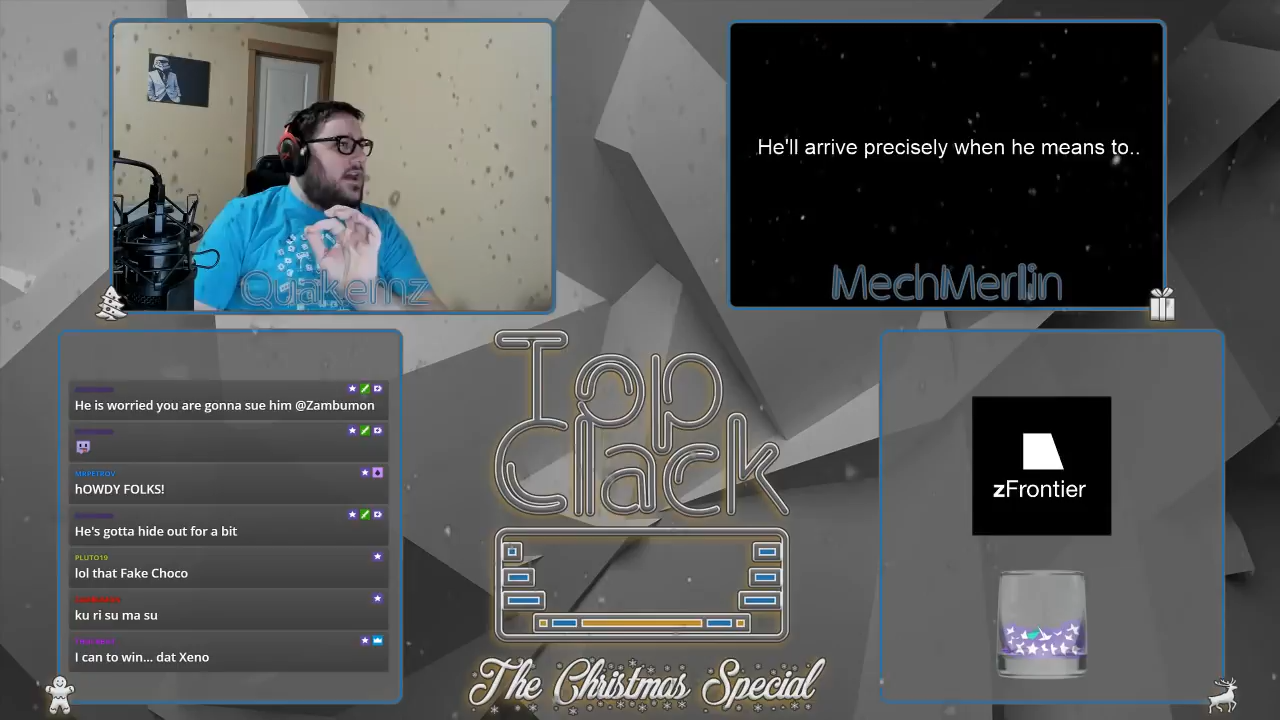 He'll arrive precisely when he means to..
Quakemz
MechMerlin
He is worried you are gonna sue him @Zambumon
MRPETROV
hOWDY FOLKS!
He's gotta hide out for a bit
PLUTO19
lol that Fake Choco
ku ri su ma su
I can to win... dat Xeno
Top
Clack
zFrontier
The Christmas Special